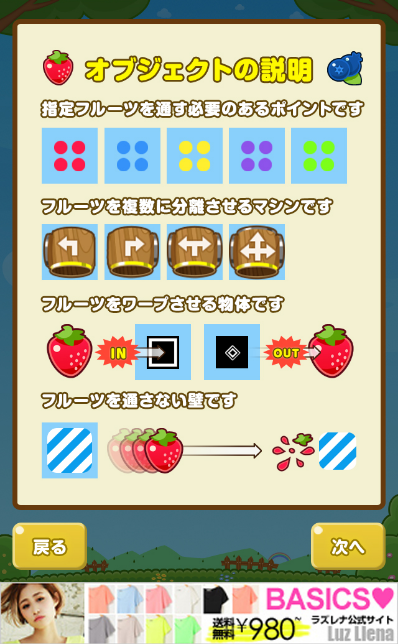 オブジェクトの説明
指定フルーツを通す必要のあるポイントです
フルーツを複数に分離させるマシンです
フルーツをワープさせる物体です
IN
OUT
フルーツを通さない壁です
戻る
次へ
BASICS♥
送料無料 ¥980~
ラズレナ公式サイト
Luz Llena